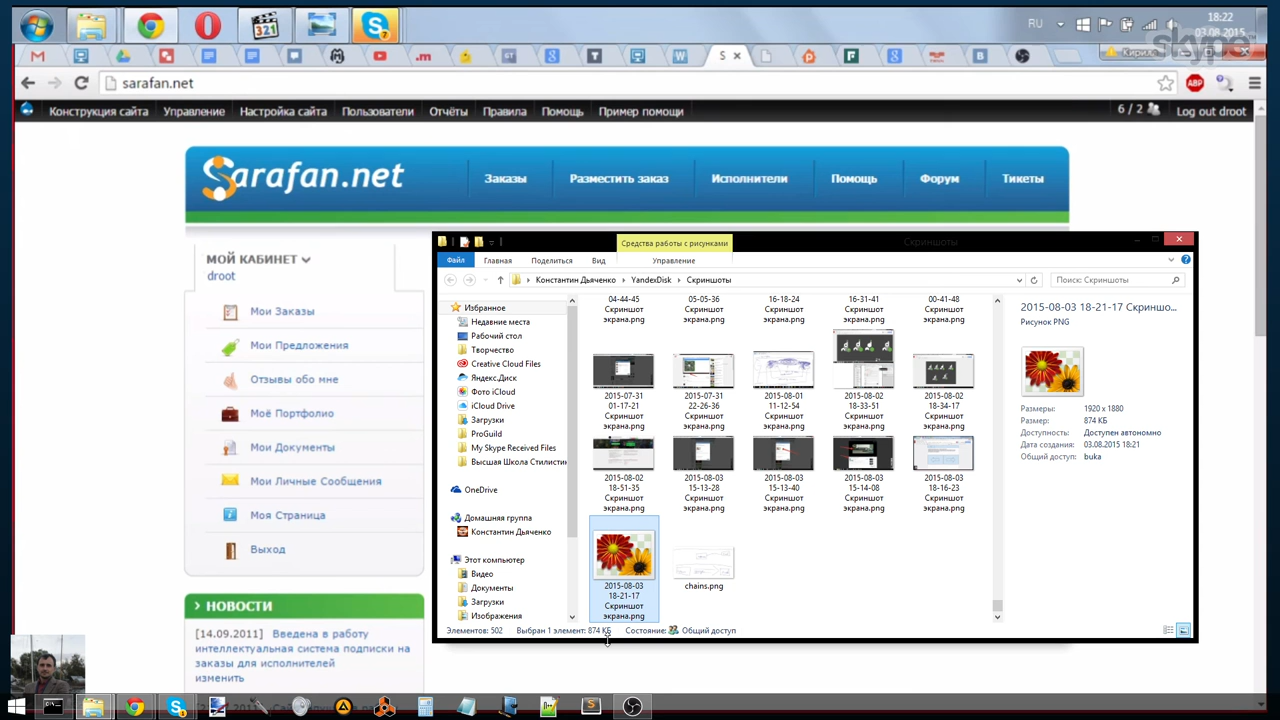 RU
18:22
03.08.2015
skype
S
sarafan.net
ABP
Конструкция сайта
Управление
Настройка сайта
Пользователи
Отчёты
Правила
Помощь
Пример помощи
6 / 2
Log out droot
Sarafan.net
Заказы
Разместить заказ
Исполнители
Помощь
Форум
Тикеты
МОЙ КАБИНЕТ
droot
Мои Заказы
Мои Предложения
Отзывы обо мне
Моё Портфолио
Мои Документы
Мои Личные Сообщения
Моя Страница
Выход
НОВОСТИ
[14.09.2011] Введена в работу
интеллектуальная система подписки на
заказы для исполнителей
изменить
Средства работы с рисунками
Скриншоты
Файл
Главная
Поделиться
Вид
Управление
Константин Дьяченко
YandexDisk
Скриншоты
Поиск: Скриншоты
Избранное
Недавние места
Рабочий стол
Творчество
Creative Cloud Files
Яндекс.Диск
Фото iCloud
iCloud Drive
Загрузки
ProGuild
My Skype Received Files
Высшая Школа Стилистик
OneDrive
Домашняя группа
Константин Дьяченко
Этот компьютер
Видео
Документы
Загрузки
Изображения
04-44-45
Скриншот
экрана.png
05-05-36
Скриншот
экрана.png
16-18-24
Скриншот
экрана.png
16-31-41
Скриншот
экрана.png
00-41-48
Скриншот
экрана.png
2015-07-31
01-17-21
Скриншот
экрана.png
2015-07-31
22-26-36
Скриншот
экрана.png
2015-08-01
11-12-54
Скриншот
экрана.png
2015-08-02
18-33-51
Скриншот
экрана.png
2015-08-02
18-34-17
Скриншот
экрана.png
2015-08-02
18-51-35
Скриншот
экрана.png
2015-08-03
15-13-28
Скриншот
экрана.png
2015-08-03
15-13-40
Скриншот
экрана.png
2015-08-03
15-14-08
Скриншот
экрана.png
2015-08-03
18-16-23
Скриншот
экрана.png
2015-08-03
18-21-17
Скриншот
экрана.png
chains.png
2015-08-03 18-21-17 Скриншо...
Рисунок PNG
Размеры: 1920 x 1880
Размер: 874 КБ
Доступность: Доступен автономно
Дата создания: 03.08.2015 18:21
Общий доступ: buka
Элементов: 502
Выбран 1 элемент: 874 КБ
Состояние:
Общий доступ